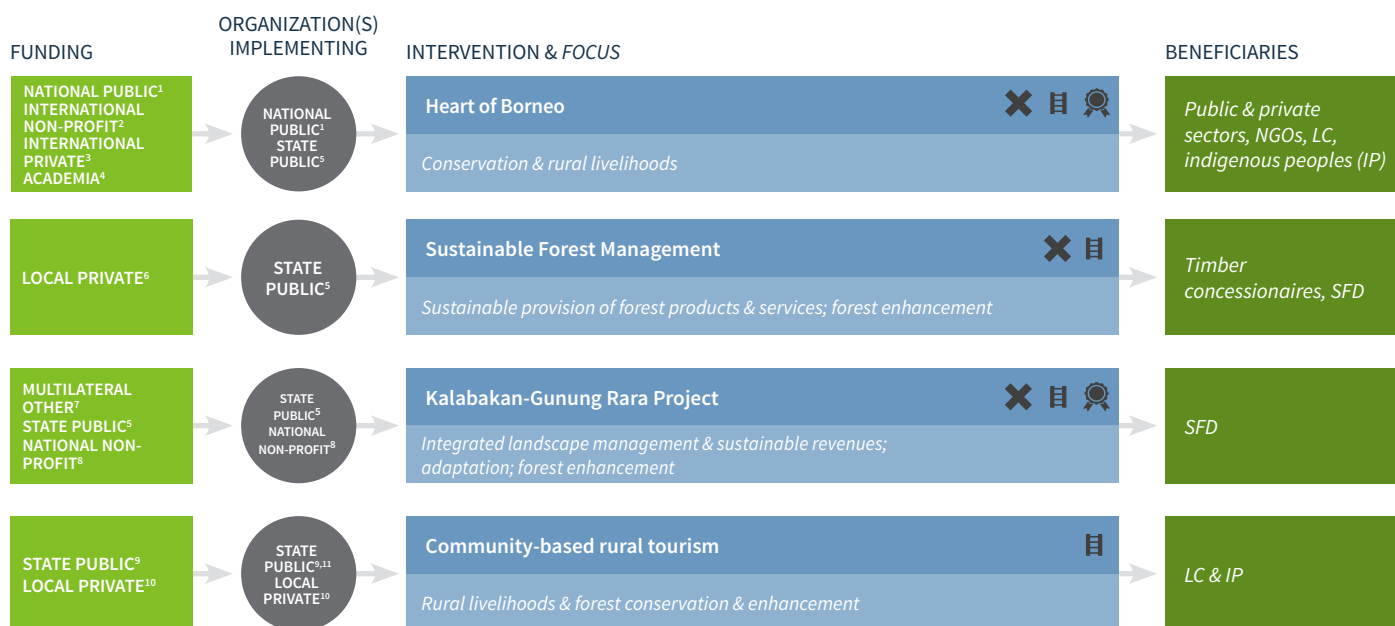 FUNDING
ORGANIZATION(S)
IMPLEMENTING
INTERVENTION & FOCUS
BENEFICIARIES
NATIONAL PUBLIC¹
INTERNATIONAL
NON-PROFIT²
INTERNATIONAL
PRIVATE³
ACADEMIA⁴
NATIONAL
PUBLIC¹
STATE
PUBLIC⁵
Heart of Borneo
Conservation & rural livelihoods
Public & private
sectors, NGOs, LC,
indigenous peoples (IP)
LOCAL PRIVATE⁶
STATE
PUBLIC⁵
Sustainable Forest Management
Sustainable provision of forest products & services; forest enhancement
Timber
concessionaires, SFD
MULTILATERAL
OTHER⁷
STATE PUBLIC⁵
NATIONAL NON-
PROFIT⁸
STATE
PUBLIC⁵
NATIONAL
NON-PROFIT⁸
Kalabakan-Gunung Rara Project
Integrated landscape management & sustainable revenues;
adaptation; forest enhancement
SFD
STATE PUBLIC⁹
LOCAL PRIVATE¹⁰
STATE
PUBLIC⁹,¹¹
LOCAL
PRIVATE¹⁰
Community-based rural tourism
Rural livelihoods & forest conservation & enhancement
LC & IP